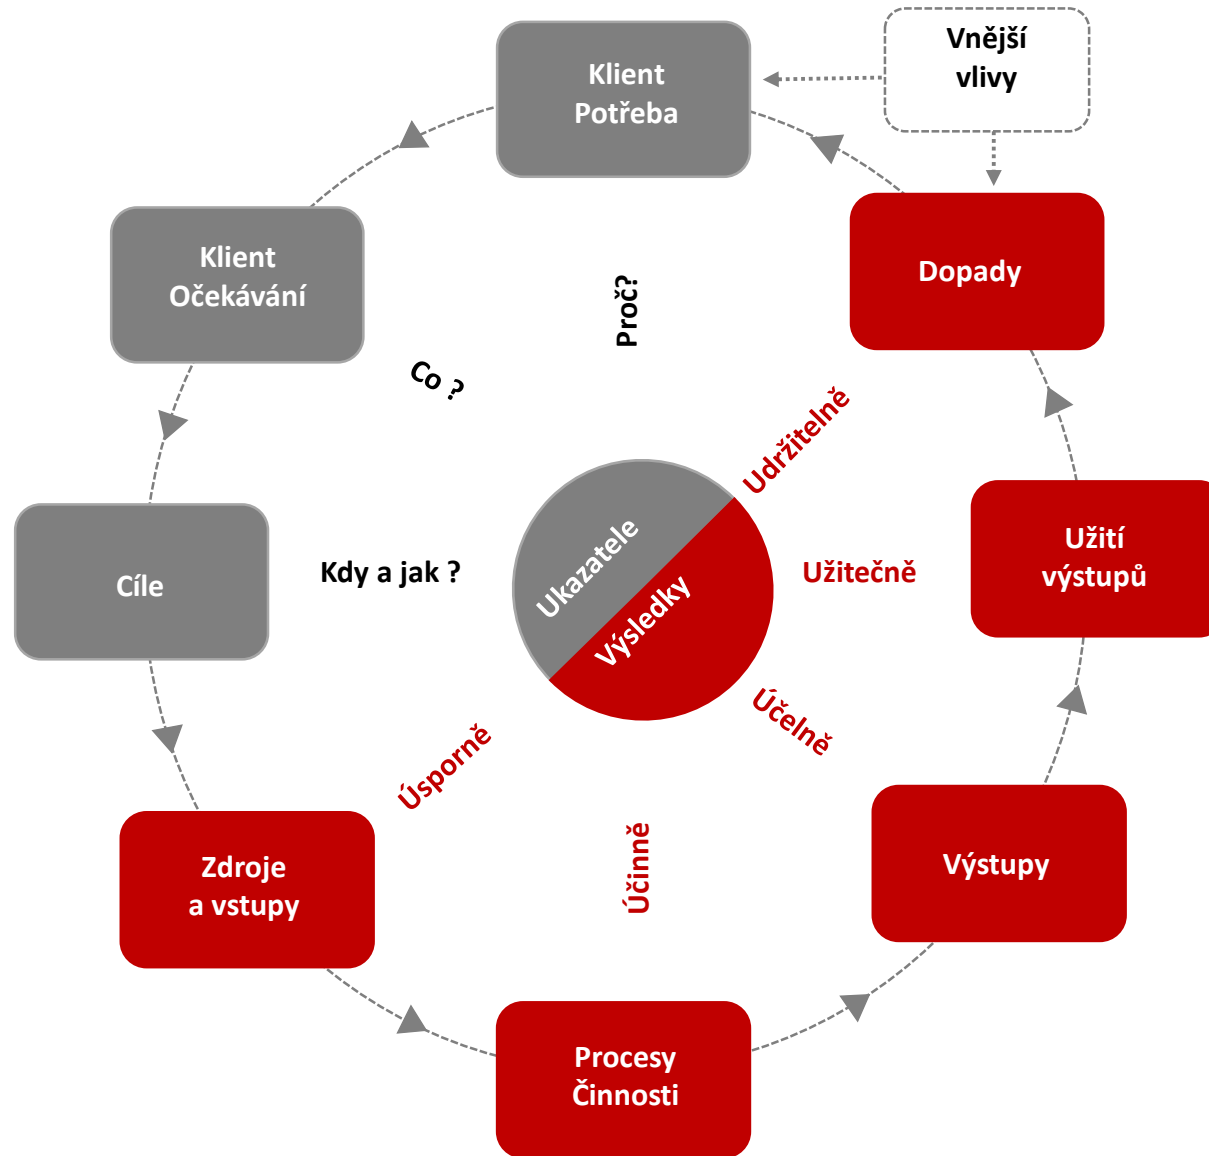 Klient
Potřeba
Vnější
vlivy
Klient
Očekávání
Dopady
Proč?
Co ?
Udržitelně
Cíle
Kdy a jak ?
Ukazatele
Výsledky
Užitečně
Užití
výstupů
Úsporně
Účelně
Účinně
Zdroje
a vstupy
Výstupy
Procesy
Činnosti